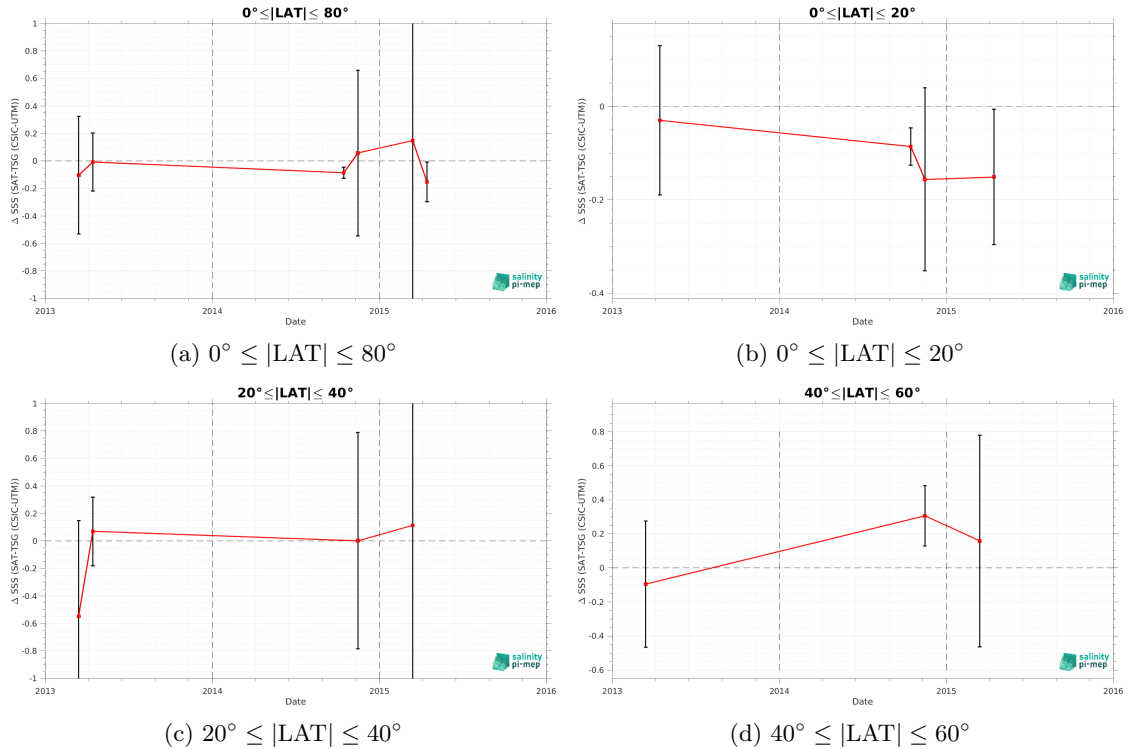 0°≤|LAT|≤ 80°
Δ SSS (SAT-TSG (CSIC-UTM))
1
0.8
0.6
0.4
0.2
0
-0.2
-0.4
-0.6
-0.8
-1
2013
2014
2015
2016
Date
salinity
pi-mep
(a) 0° ≤ |LAT| ≤ 80°
0°≤|LAT|≤ 20°
Δ SSS (SAT-TSG (CSIC-UTM))
0
-0.2
-0.4
2013
2014
2015
2016
Date
salinity
pi-mep
(b) 0° ≤ |LAT| ≤ 20°
20°≤|LAT|≤ 40°
Δ SSS (SAT-TSG (CSIC-UTM))
1
0.8
0.6
0.4
0.2
0
-0.2
-0.4
-0.6
-0.8
-1
2013
2014
2015
2016
Date
salinity
pi-mep
(c) 20° ≤ |LAT| ≤ 40°
40°≤|LAT|≤ 60°
Δ SSS (SAT-TSG (CSIC-UTM))
0.8
0.6
0.4
0.2
0
-0.2
-0.4
-0.6
2013
2014
2015
2016
Date
salinity
pi-mep
(d) 40° ≤ |LAT| ≤ 60°